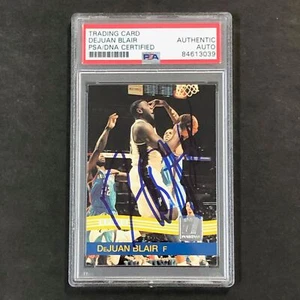 TRADING CARD
DEJUAN BLAIR
PSA/DNA CERTIFIED
AUTHENTIC
AUTO
PSA
84613039
DeJUAN BLAIR F